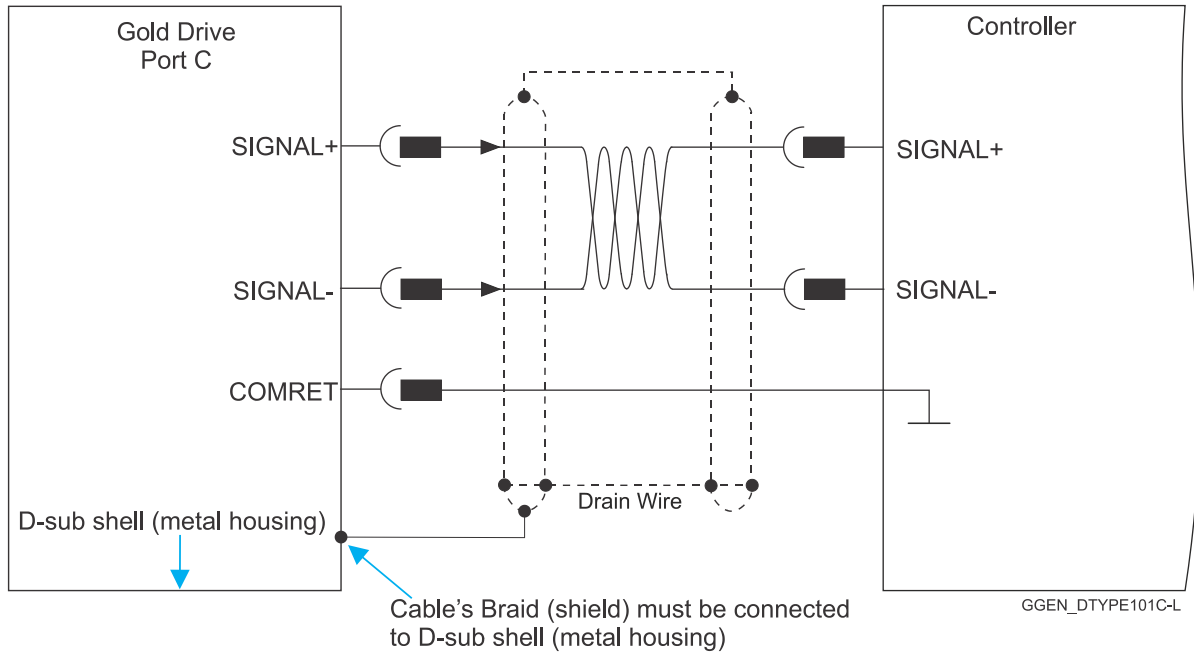 Gold Drive
Port C
Controller
SIGNAL+
SIGNAL+
SIGNAL-
SIGNAL-
COMRET
Drain Wire
D-sub shell (metal housing)
Cable's Braid (shield) must be connected
to D-sub shell (metal housing)
GGEN_DTYPE101C-L